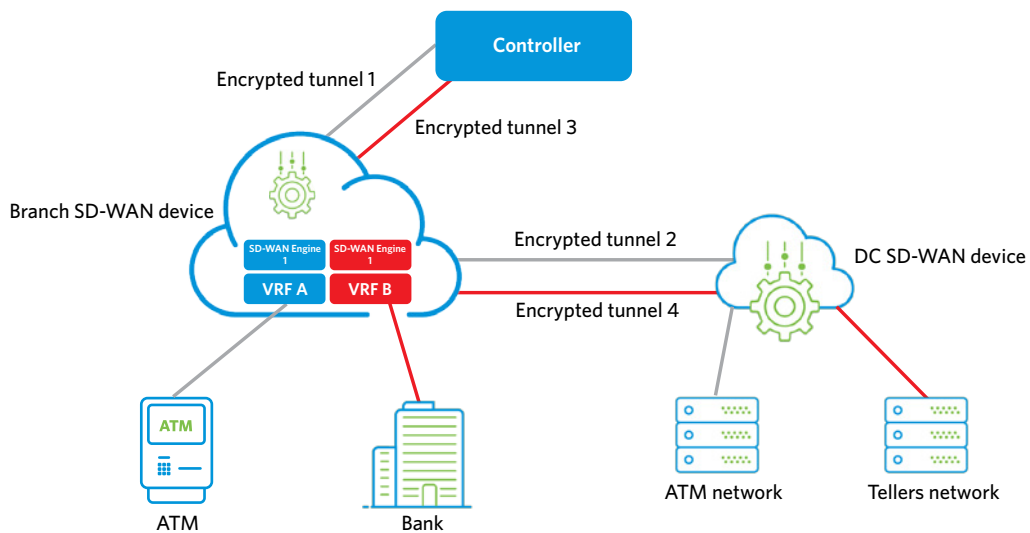 Controller
Encrypted tunnel 1
Encrypted tunnel 3
Branch SD-WAN device
SD-WAN Engine
1
SD-WAN Engine
1
VRF A
VRF B
Encrypted tunnel 2
Encrypted tunnel 4
DC SD-WAN device
ATM
ATM
Bank
ATM network
Tellers network